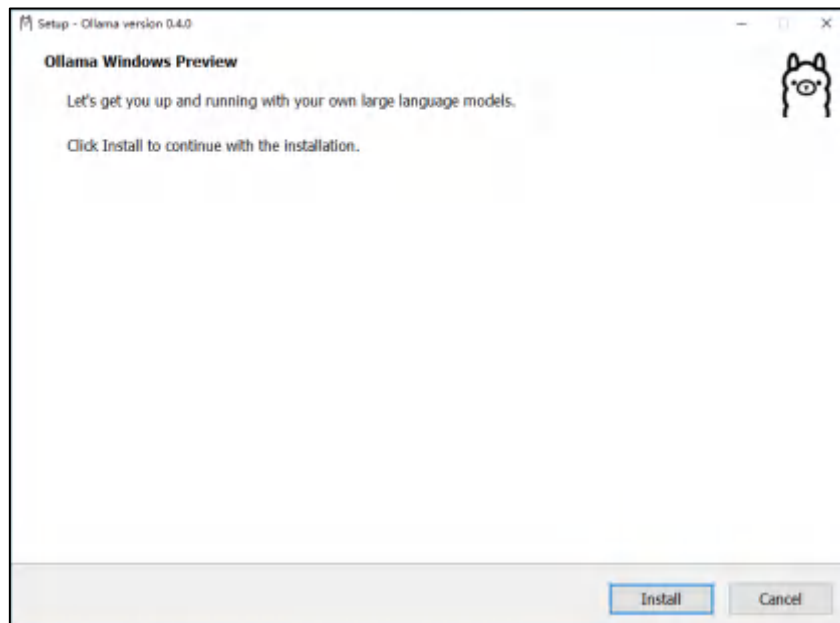 Setup - Ollama version 0.4.0
Ollama Windows Preview
Let's get you up and running with your own large language models.
Click Install to continue with the installation.
Install Cancel